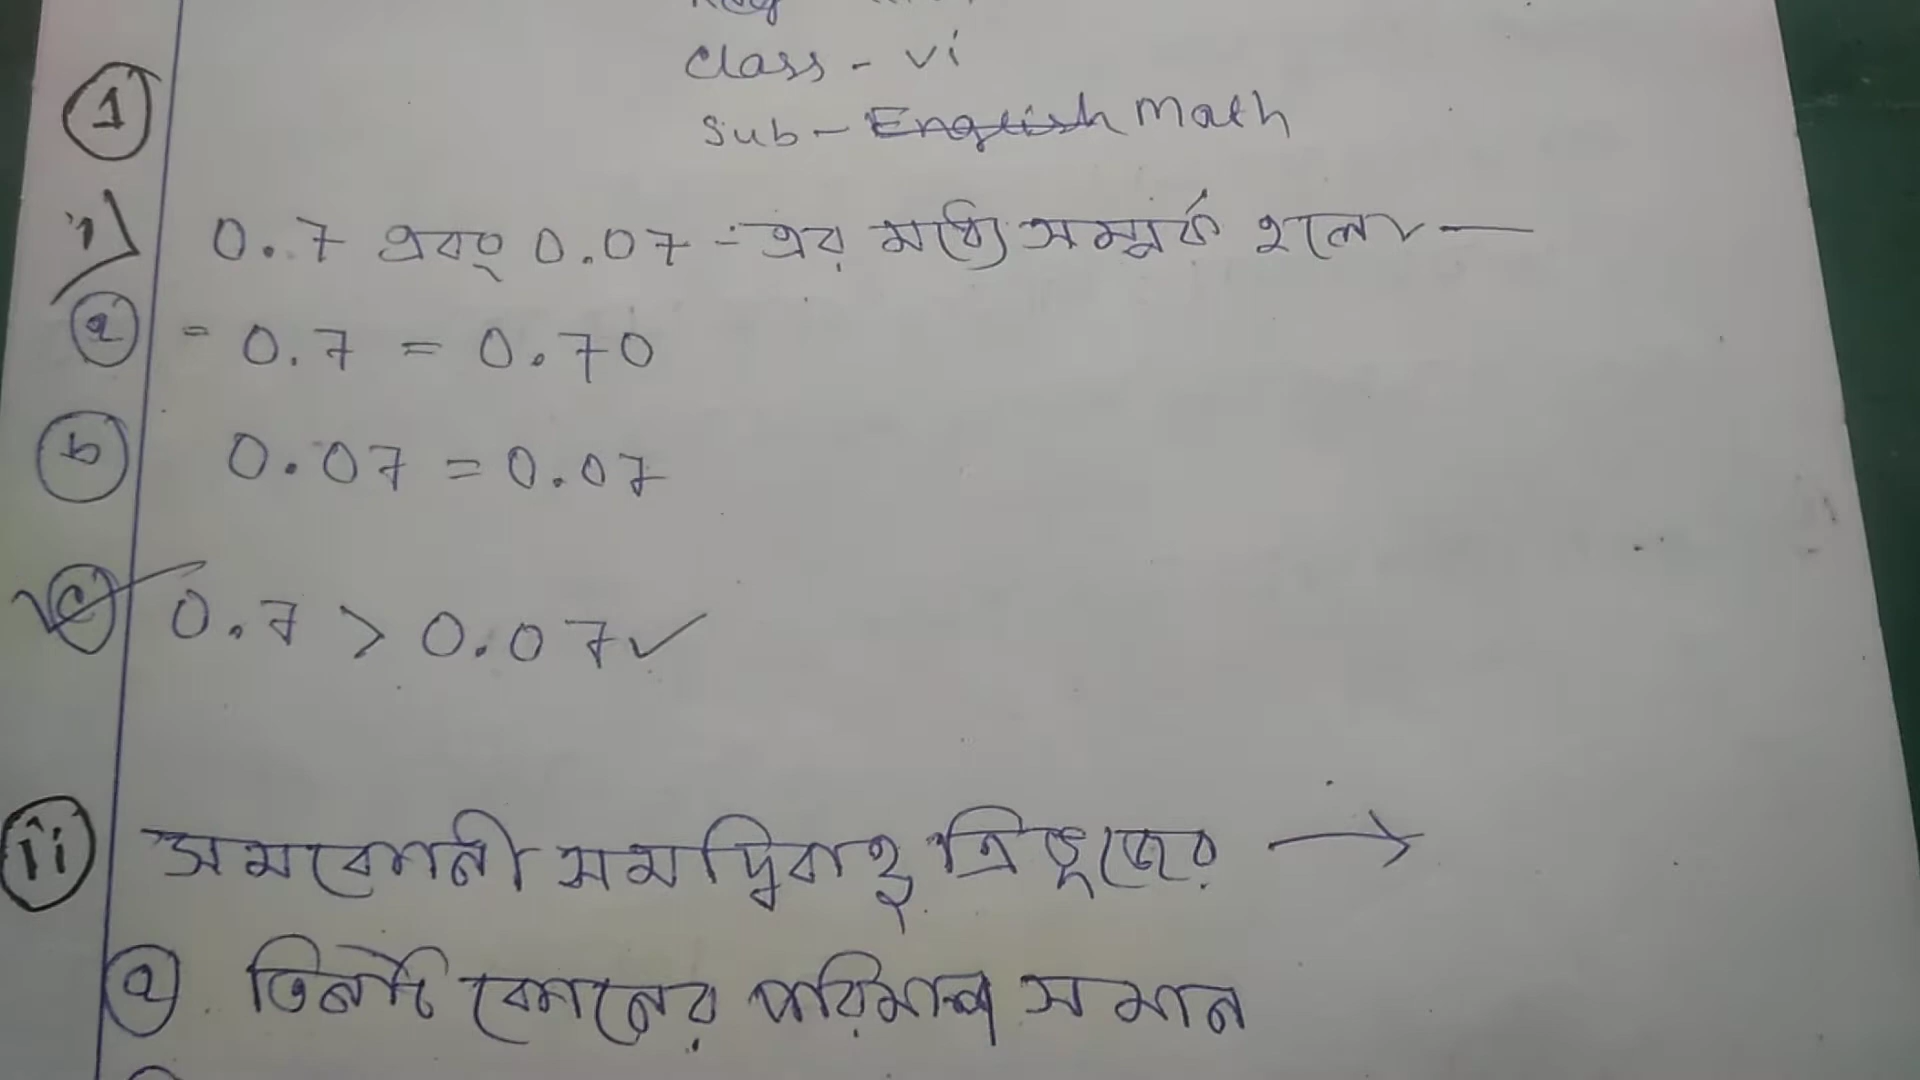 Class - vi
Sub - English Math
1
i) 0.7 এবং 0.07 - এর মধ্যে সম্পর্ক হলো —
a = 0.7 = 0.70
b 0.07 = 0.07
c 0.7 > 0.07 ✓
ii সমকোনী সমদ্বিবাহু ত্রিভুজের →
a. তিনটি কোনের পরিমাপ সমান